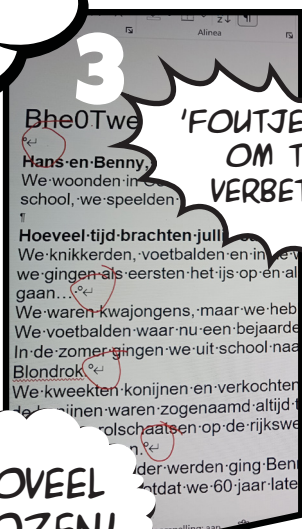 Alinea
3
'FOUTJE
OM T
VERBET
Bhe0Twe
Hans en Benny,
We woonden in
school, we speelden
¶
Hoeveel tijd brachten jull
We knikkerden, voetbalden en in de v
we gingen als eersten het ijs op en al
gaan…
We waren kwajongens, maar we heb
We voetbalden waar nu een bejaarde
In de zomer gingen we uit school naa
Blondrok
We kweekten konijnen en verkochten
konijnen waren zogenaamd altijd t
rolschaatsen op de rijkswe
n.
der werden ging Benn
totdat we 60 jaar late
OVEEL
OZEN!